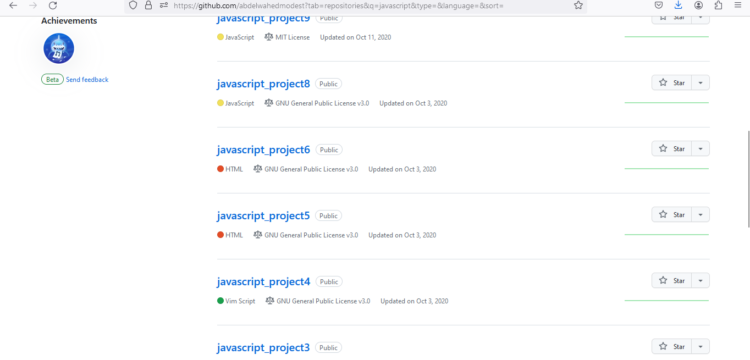 https://github.com/abdelwahedmodest?tab=repositories&q=javascript&type=&language=&sort=
Achievements
Beta Send feedback
javascript_project9 Public Star
JavaScript MIT License Updated on Oct 11, 2020
javascript_project8 Public Star
JavaScript GNU General Public License v3.0 Updated on Oct 3, 2020
javascript_project6 Public Star
HTML GNU General Public License v3.0 Updated on Oct 3, 2020
javascript_project5 Public Star
HTML GNU General Public License v3.0 Updated on Oct 3, 2020
javascript_project4 Public Star
Vim Script GNU General Public License v3.0 Updated on Oct 3, 2020
javascript_project3 Public Star